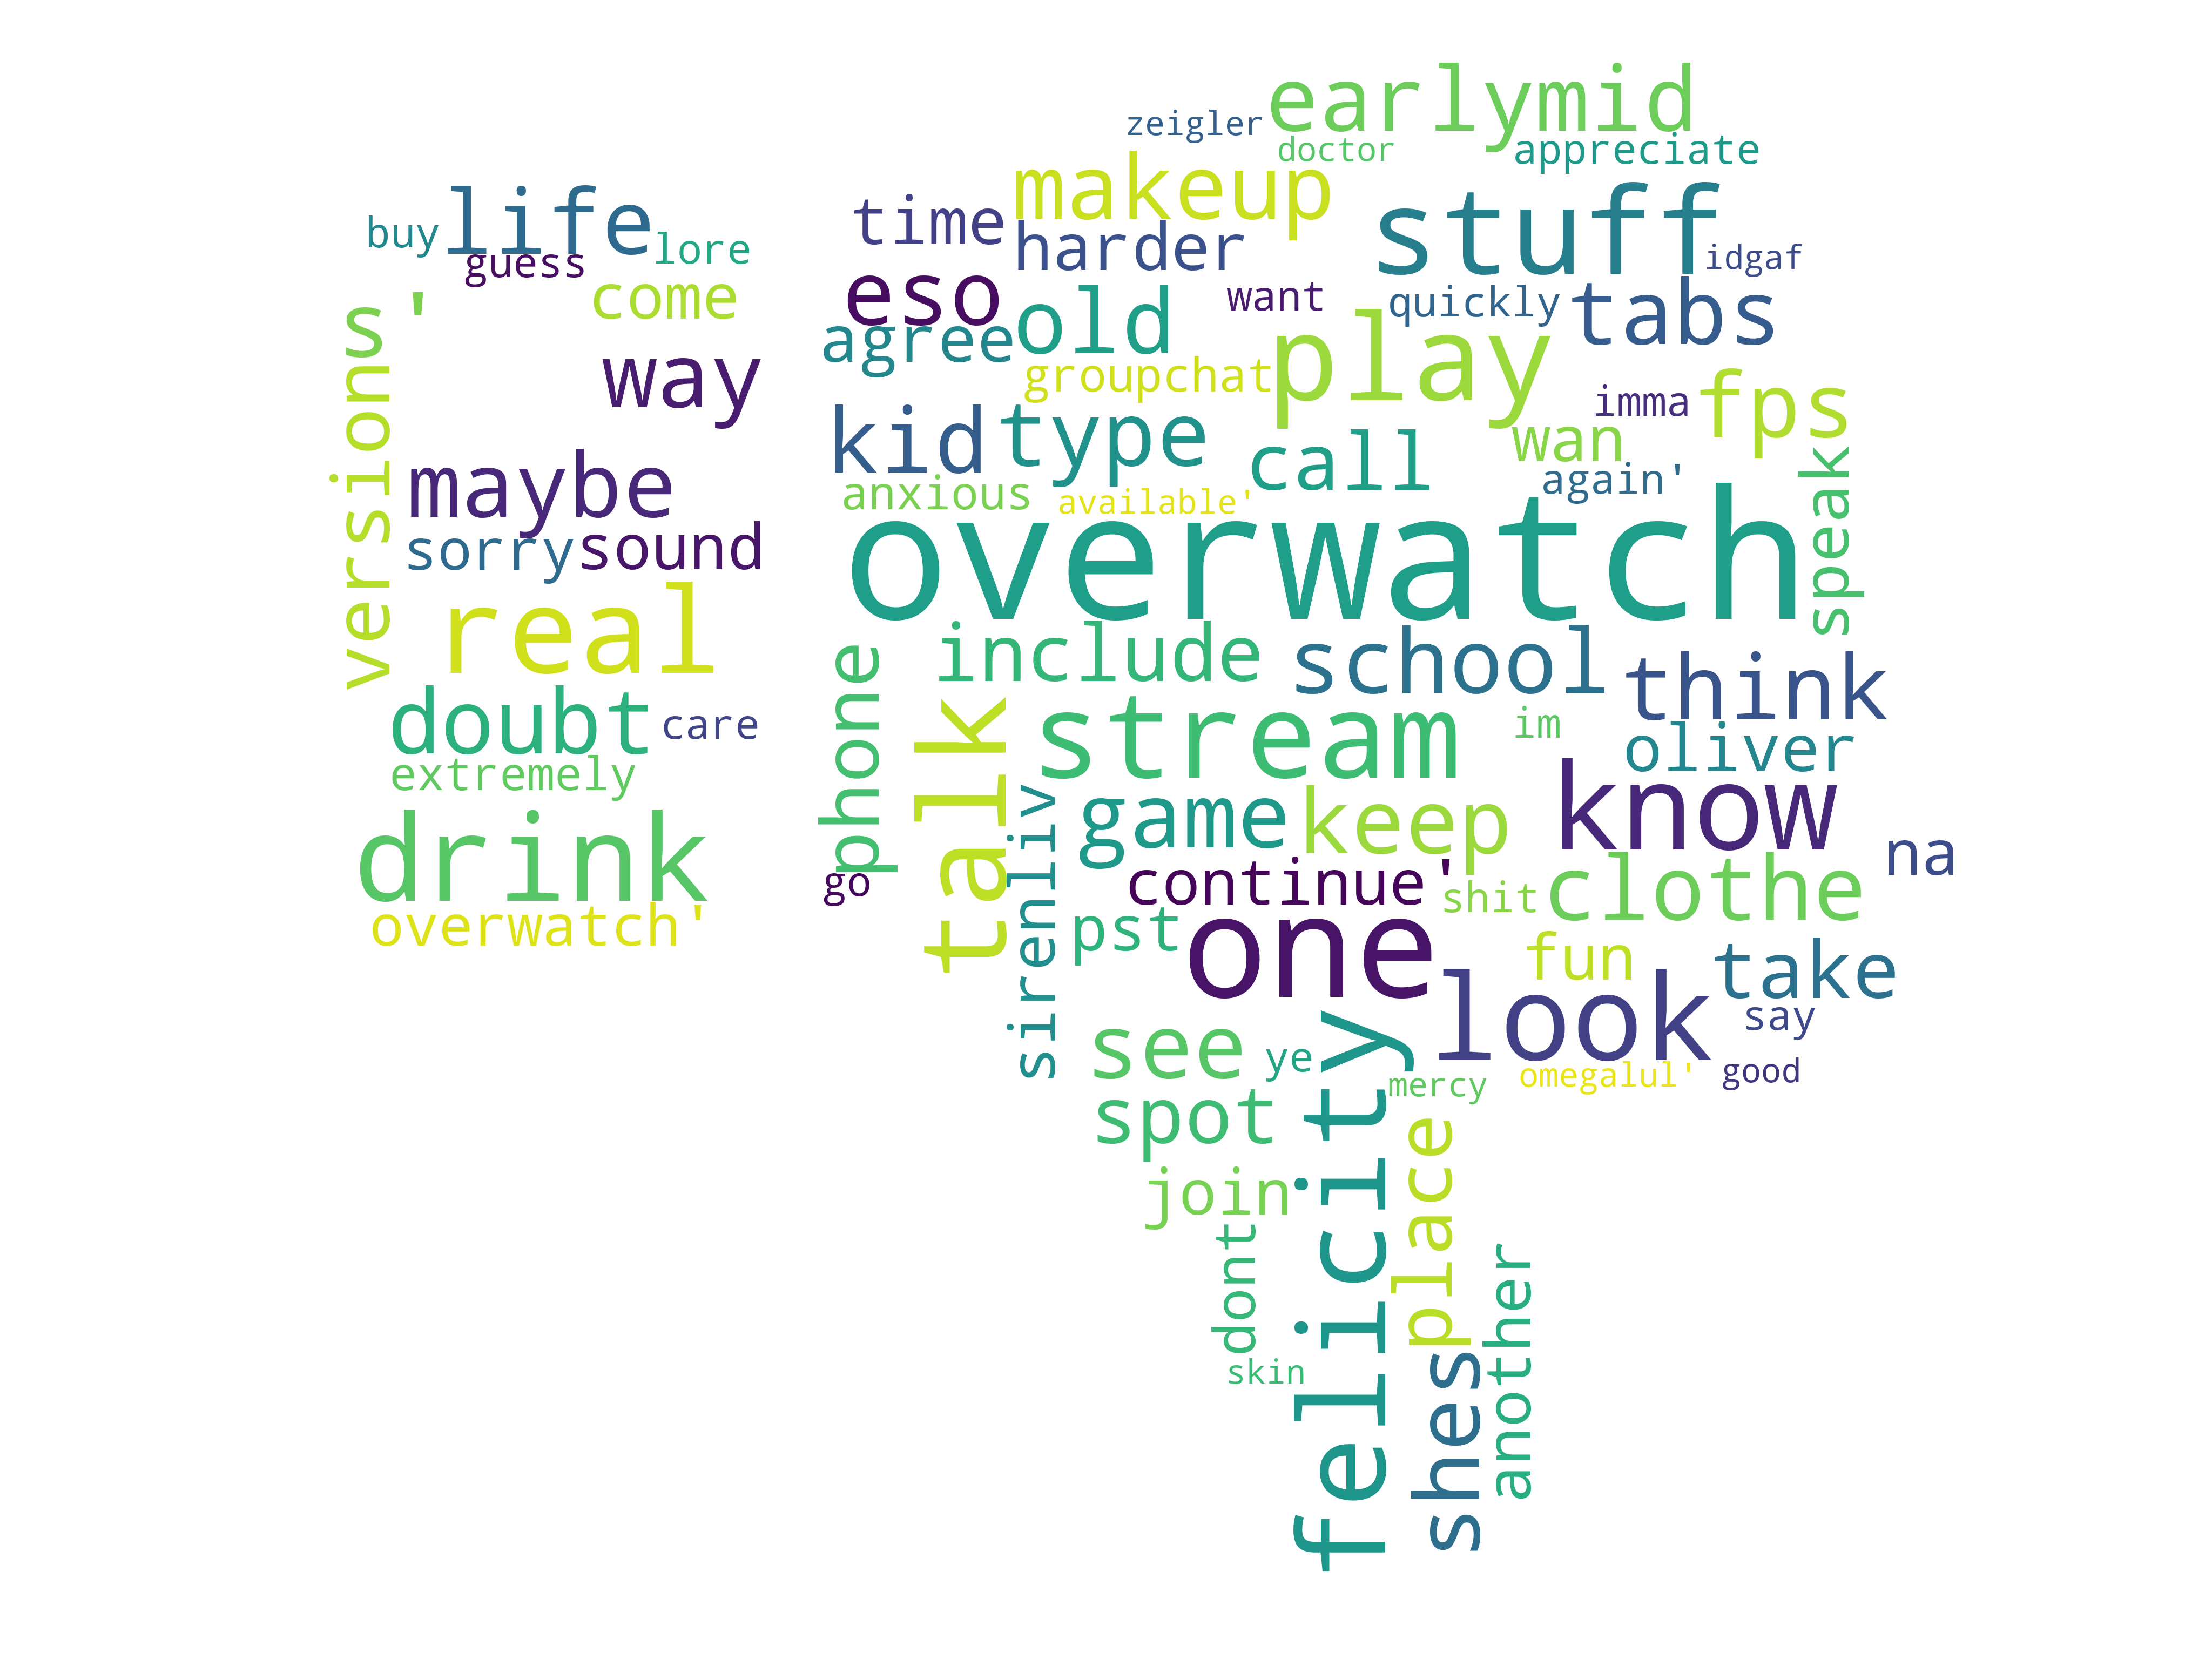 earlymid
zeigler
doctor
appreciate
makeup
life
time
stuff
buy
lore
harder
idgaf
guess
come
eso
old
want
quickly
tabs
versions'
agree
play
way
groupchat
imma
fps
kid
type
call
wan
maybe
anxious
available'
again'
speak
sorry
sound
overwatch
real
phone
include
school
think
doubt
care
talk
stream
im
oliver
extremely
sirenliv
game
keep
know
drink
go
continue'
shit
clothe
na
overwatch'
pst
one
fun
take
look
say
see
ye
felicity
mercy
omegalul'
good
spot
place
join
dont
another
skin
shes